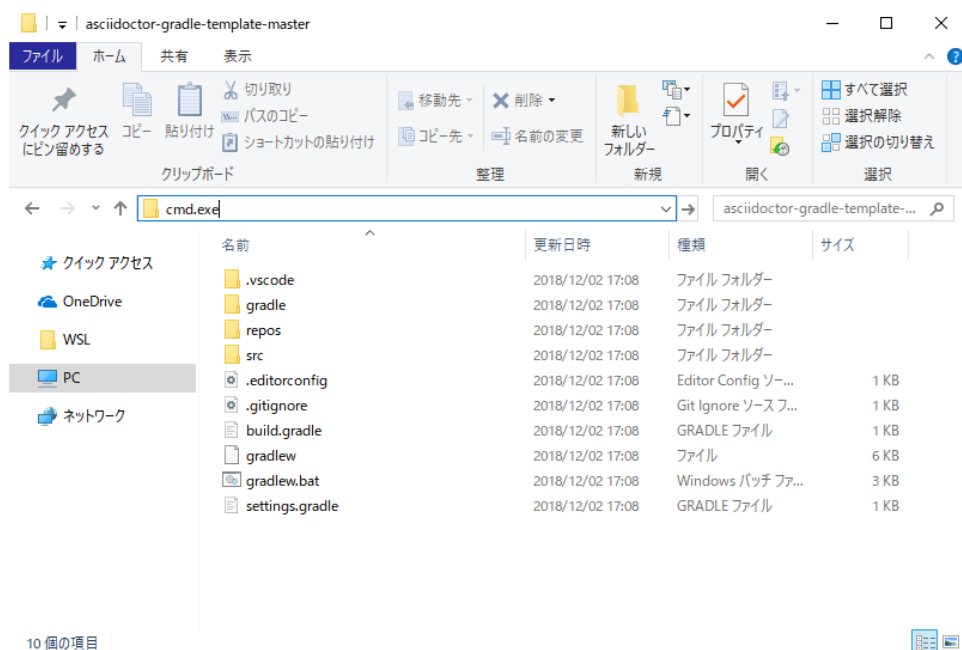 asciidoctor-gradle-template-master
ファイル ホーム 共有 表示
クイック アクセス
にピン留めする
コピー
貼り付け
切り取り
パスのコピー
ショートカットの貼り付け
クリップボード
移動先
コピー先
削除
名前の変更
整理
新しい
フォルダー
新規
プロパティ
開く
すべて選択
選択解除
選択の切り替え
選択
cmd.exe
asciidoctor-gradle-template-...
クイック アクセス
OneDrive
WSL
PC
ネットワーク
名前 更新日時 種類 サイズ
.vscode 2018/12/02 17:08 ファイル フォルダー
gradle 2018/12/02 17:08 ファイル フォルダー
repos 2018/12/02 17:08 ファイル フォルダー
src 2018/12/02 17:08 ファイル フォルダー
.editorconfig 2018/12/02 17:08 Editor Config ソー... 1 KB
.gitignore 2018/12/02 17:08 Git Ignore ソース フ... 1 KB
build.gradle 2018/12/02 17:08 GRADLE ファイル 1 KB
gradlew 2018/12/02 17:08 ファイル 6 KB
gradlew.bat 2018/12/02 17:08 Windows バッチ ファ... 3 KB
settings.gradle 2018/12/02 17:08 GRADLE ファイル 1 KB
10 個の項目